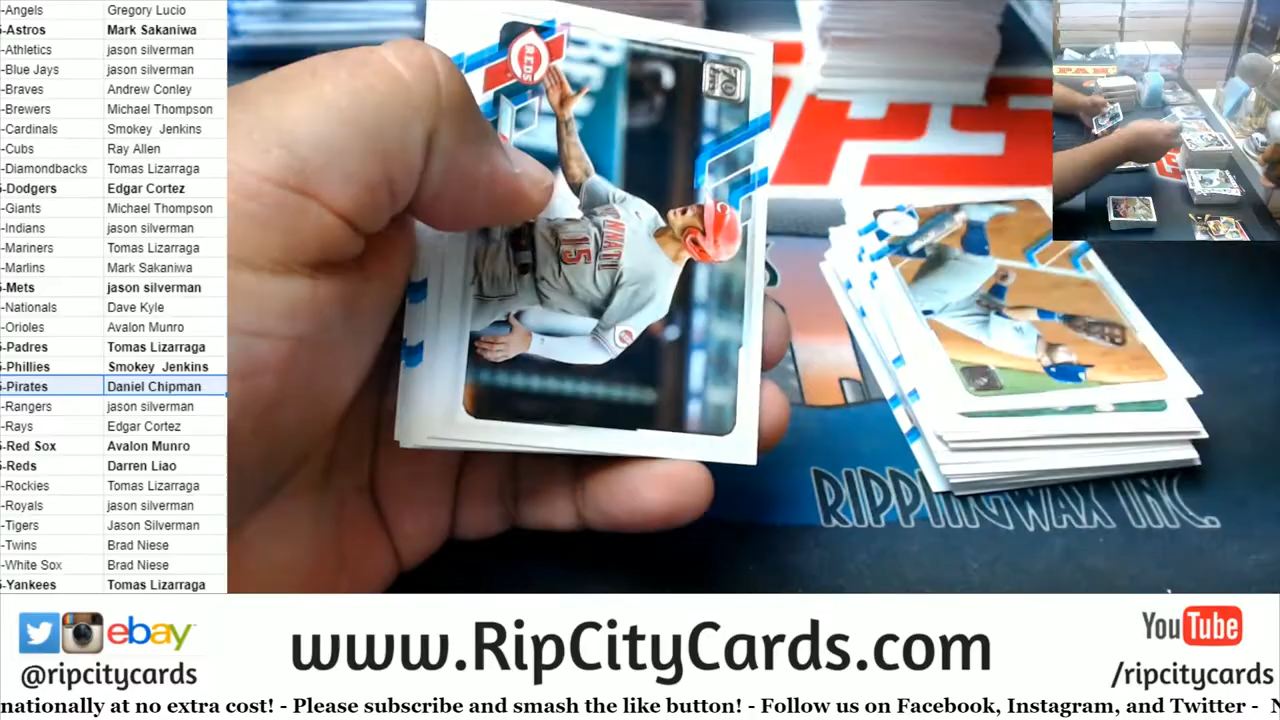 -Angels Gregory Lucio
-Astros Mark Sakaniwa
-Athletics jason silverman
-Blue Jays jason silverman
-Braves Andrew Conley
-Brewers Michael Thompson
-Cardinals Smokey Jenkins
-Cubs Ray Allen
-Diamondbacks Tomas Lizarraga
-Dodgers Edgar Cortez
-Giants Michael Thompson
-Indians jason silverman
-Mariners Tomas Lizarraga
-Marlins Mark Sakaniwa
-Mets jason silverman
-Nationals Dave Kyle
-Orioles Avalon Munro
-Padres Tomas Lizarraga
-Phillies Smokey Jenkins
-Pirates Daniel Chipman
-Rangers jason silverman
-Rays Edgar Cortez
-Red Sox Avalon Munro
-Reds Darren Liao
-Rockies Tomas Lizarraga
-Royals jason silverman
-Tigers Jason Silverman
-Twins Brad Niese
-White Sox Brad Niese
-Yankees Tomas Lizarraga
REDS
70
15
RIPPINGWAX INC.
ebay
@ripcitycards
www.RipCityCards.com
YouTube
/ripcitycards
nationally at no extra cost! - Please subscribe and smash the like button! - Follow us on Facebook, Instagram, and Twitter -